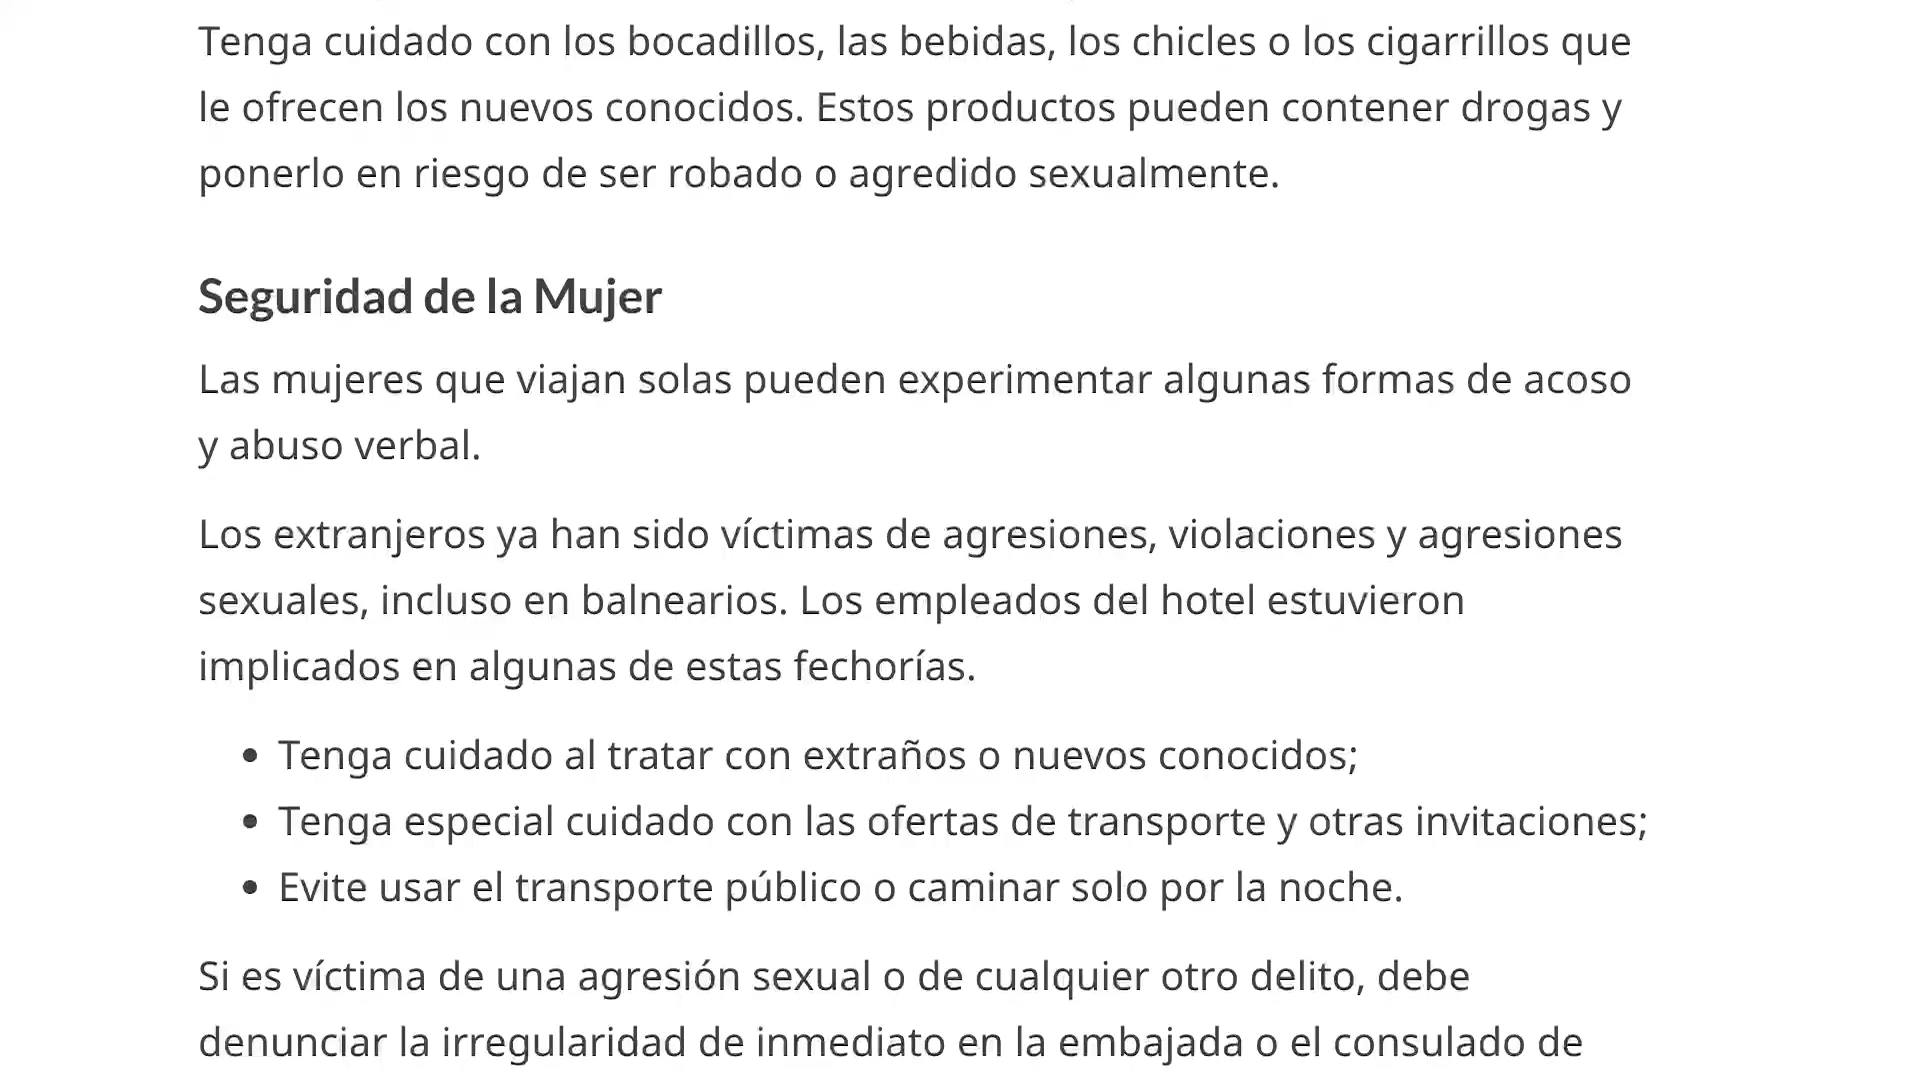 Tenga cuidado con los bocadillos, las bebidas, los chicles o los cigarrillos que
le ofrecen los nuevos conocidos. Estos productos pueden contener drogas y
ponerlo en riesgo de ser robado o agredido sexualmente.
Seguridad de la Mujer
Las mujeres que viajan solas pueden experimentar algunas formas de acoso
y abuso verbal.
Los extranjeros ya han sido víctimas de agresiones, violaciones y agresiones
sexuales, incluso en balnearios. Los empleados del hotel estuvieron
implicados en algunas de estas fechorías.
• Tenga cuidado al tratar con extraños o nuevos conocidos;
• Tenga especial cuidado con las ofertas de transporte y otras invitaciones;
• Evite usar el transporte público o caminar solo por la noche.
Si es víctima de una agresión sexual o de cualquier otro delito, debe
denunciar la irregularidad de inmediato en la embajada o el consulado de